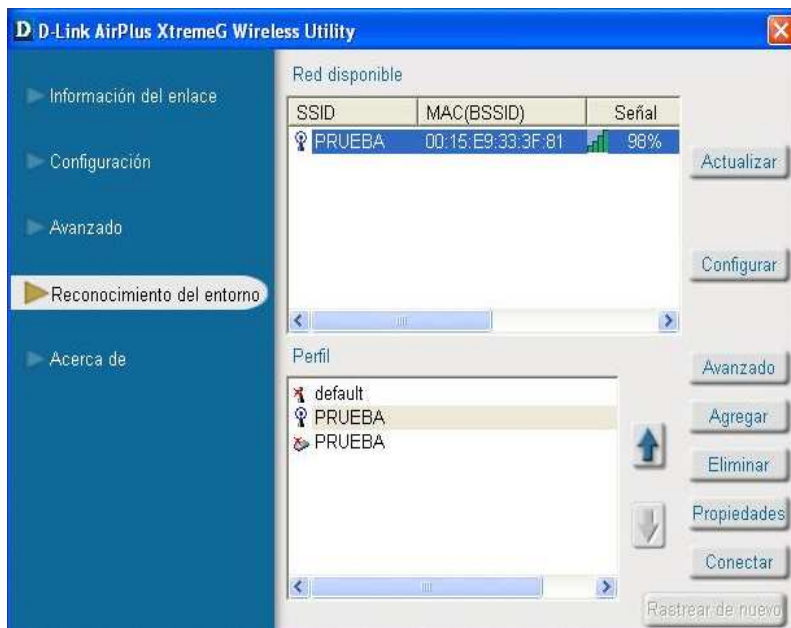 D D-Link AirPlus XtremeG Wireless Utility
Información del enlace
Configuración
Avanzado
Reconocimiento del entorno
Acerca de
Red disponible
SSID MAC(BSSID) Señal
PRUEBA 00:15:E9:33:3F:81 98%
Actualizar
Configurar
Perfil
default
PRUEBA
PRUEBA
Avanzado
Agregar
Eliminar
Propiedades
Conectar
Rastrear de nuevo